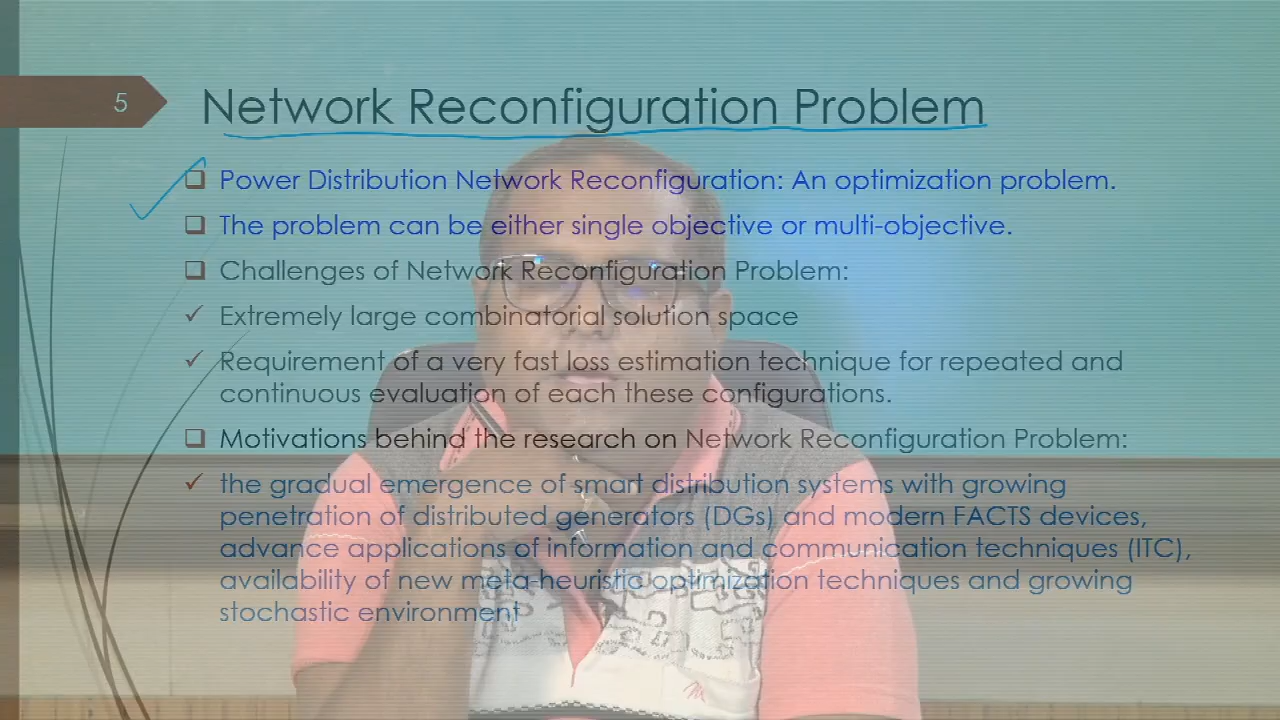 5
Network Reconfiguration Problem
Power Distribution Network Reconfiguration: An optimization problem.
The problem can be either single objective or multi-objective.
Challenges of Network Reconfiguration Problem:
Extremely large combinatorial solution space
Requirement of a very fast loss estimation technique for repeated and
continuous evaluation of each these configurations.
Motivations behind the research on Network Reconfiguration Problem:
the gradual emergence of smart distribution systems with growing
penetration of distributed generators (DGs) and modern FACTS devices,
advance applications of information and communication techniques (ITC),
availability of new meta-heuristic optimization techniques and growing
stochastic environment